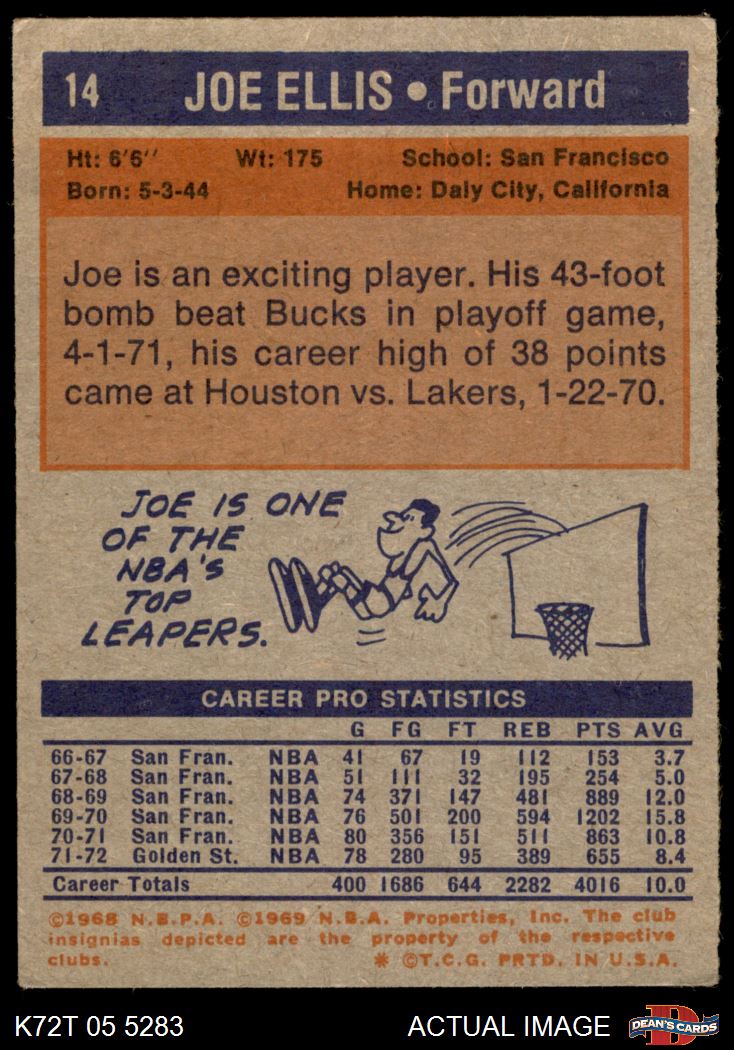 14 JOE ELLIS • Forward
Ht: 6'6'' Wt: 175 School: San Francisco
Born: 5-3-44 Home: Daly City, California
Joe is an exciting player. His 43-foot
bomb beat Bucks in playoff game,
4-1-71, his career high of 38 points
came at Houston vs. Lakers, 1-22-70.
JOE IS ONE
OF THE
NBA'S
TOP
LEAPERS.
CAREER PRO STATISTICS
G FG FT REB PTS AVG
66-67 San Fran. NBA 41 67 19 112 153 3.7
67-68 San Fran. NBA 51 111 32 195 254 5.0
68-69 San Fran. NBA 74 371 147 481 889 12.0
69-70 San Fran. NBA 76 501 200 594 1202 15.8
70-71 San Fran. NBA 80 356 151 511 863 10.8
71-72 Golden St. NBA 78 280 95 389 655 8.4
Career Totals 400 1686 644 2282 4016 10.0
©1968 N.B.P.A. ©1969 N.B.A. Properties, Inc. The club
insignias depicted are the property of the respective
clubs. * ©T.C.G. PRTD. IN U.S.A.
K72T 05 5283 ACTUAL IMAGE D DEAN'S CARDS